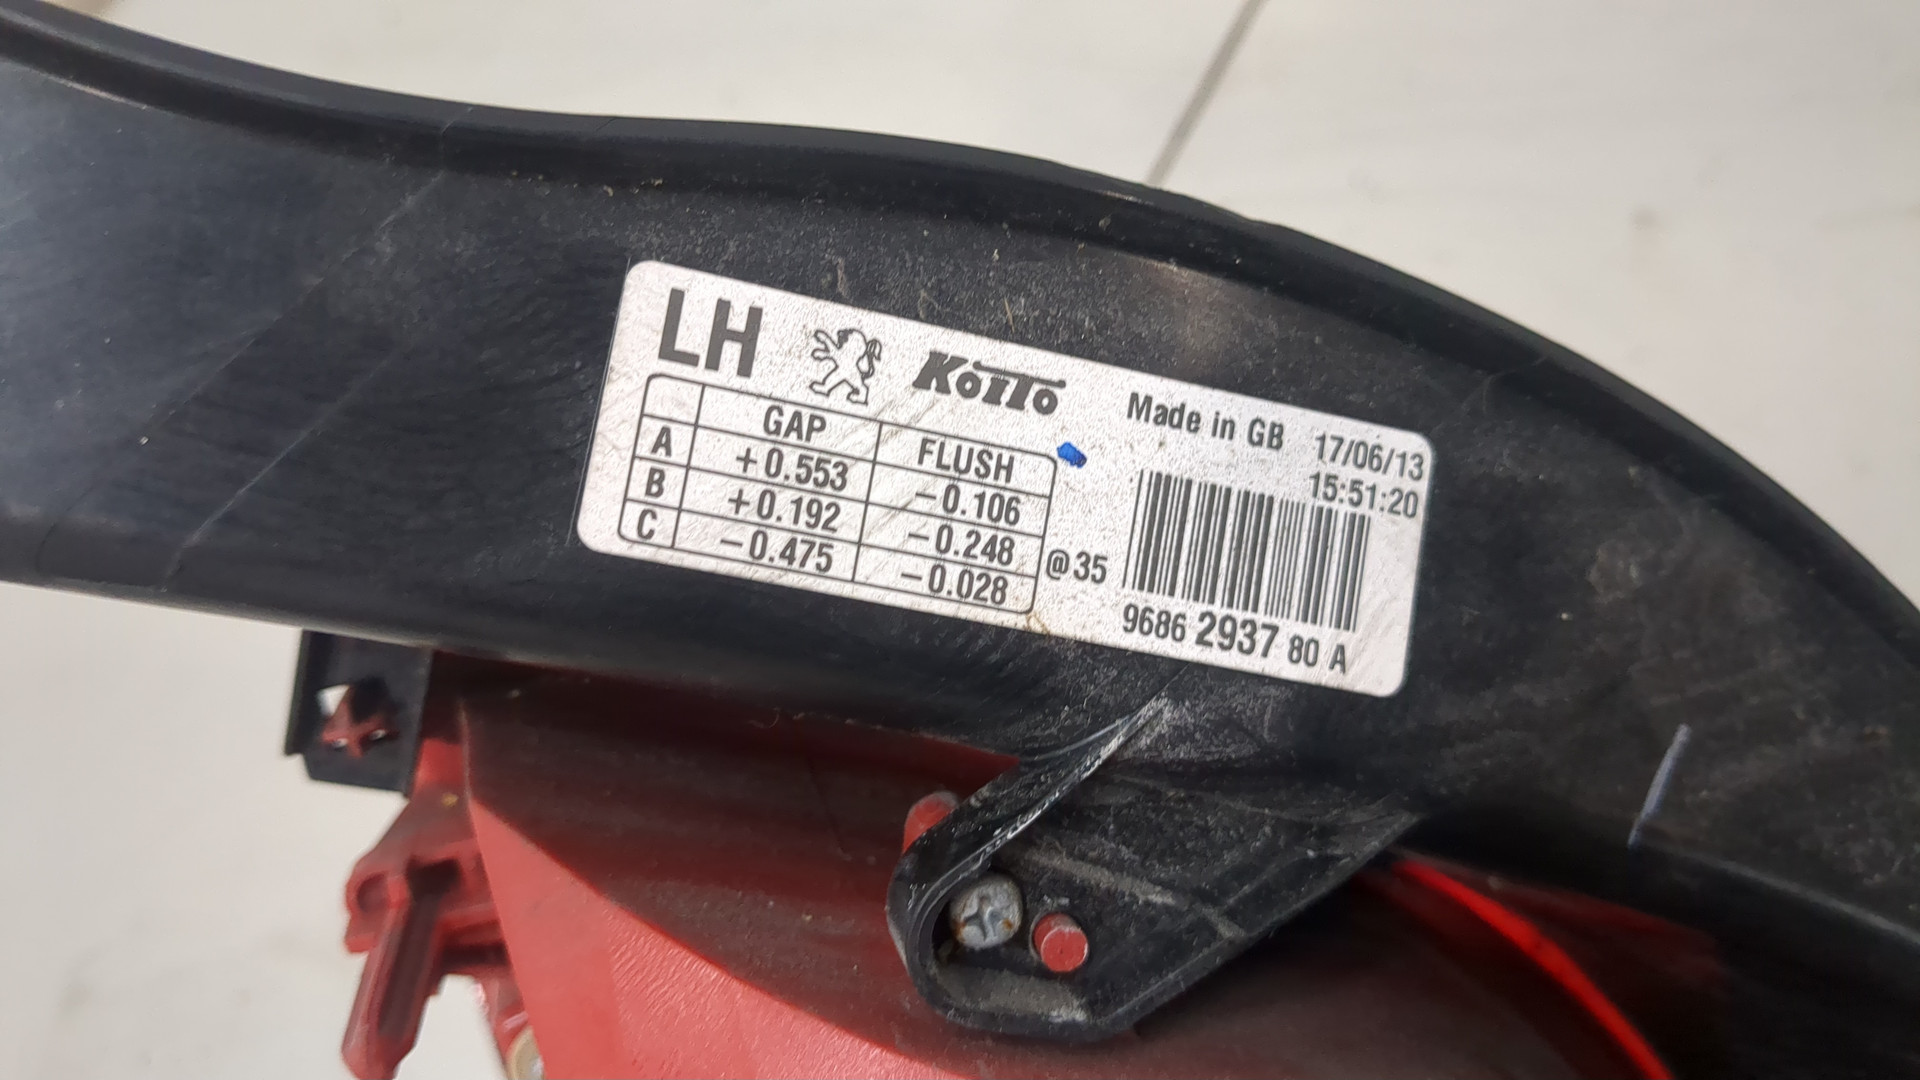 LH KOITO Made in GB 17/06/13
15:51:20
GAP FLUSH
A +0.553 -0.106
B +0.192 -0.248
C -0.475 -0.028
@35
9686 2937 80 A